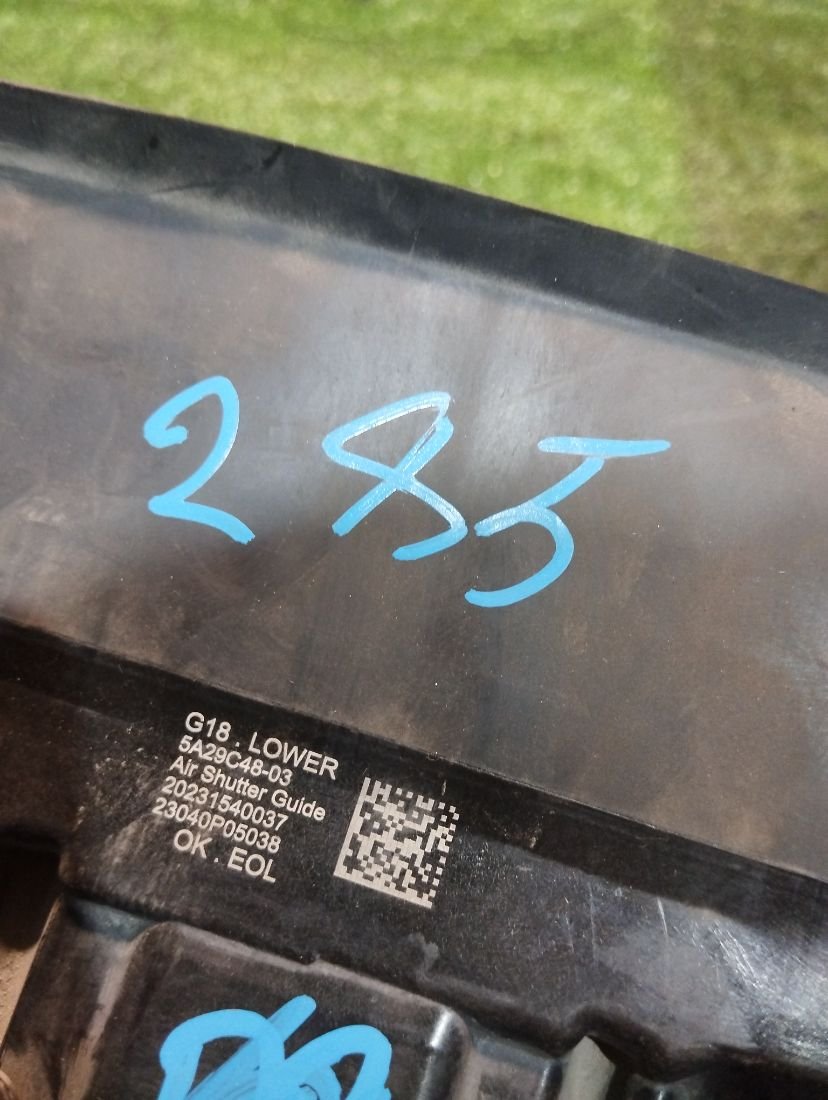 285
G18 . LOWER
5A29C48-03
Air Shutter Guide
20231540037
23040P05038
OK . EOL